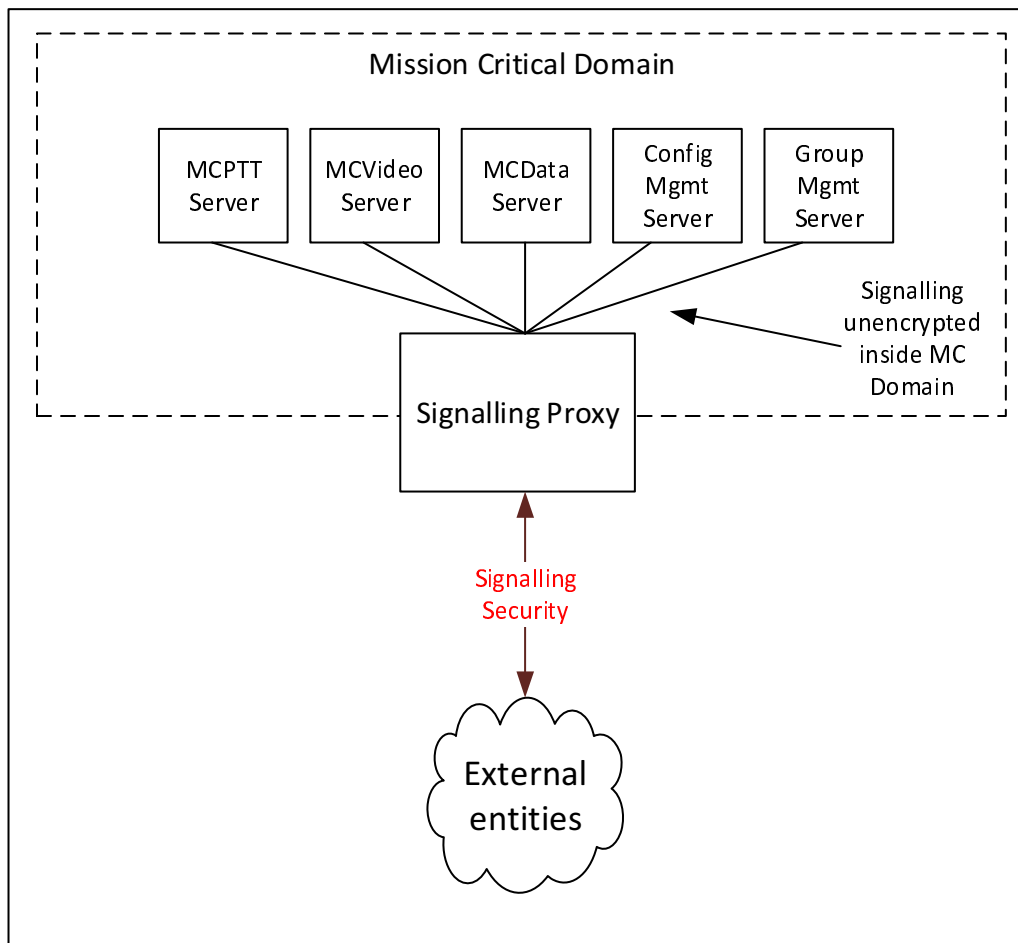 Mission Critical Domain
MCPTT
Server
MCVideo
Server
MCData
Server
Config
Mgmt
Server
Group
Mgmt
Server
Signalling
unencrypted
inside MC
Domain
Signalling Proxy
Signalling
Security
External
entities